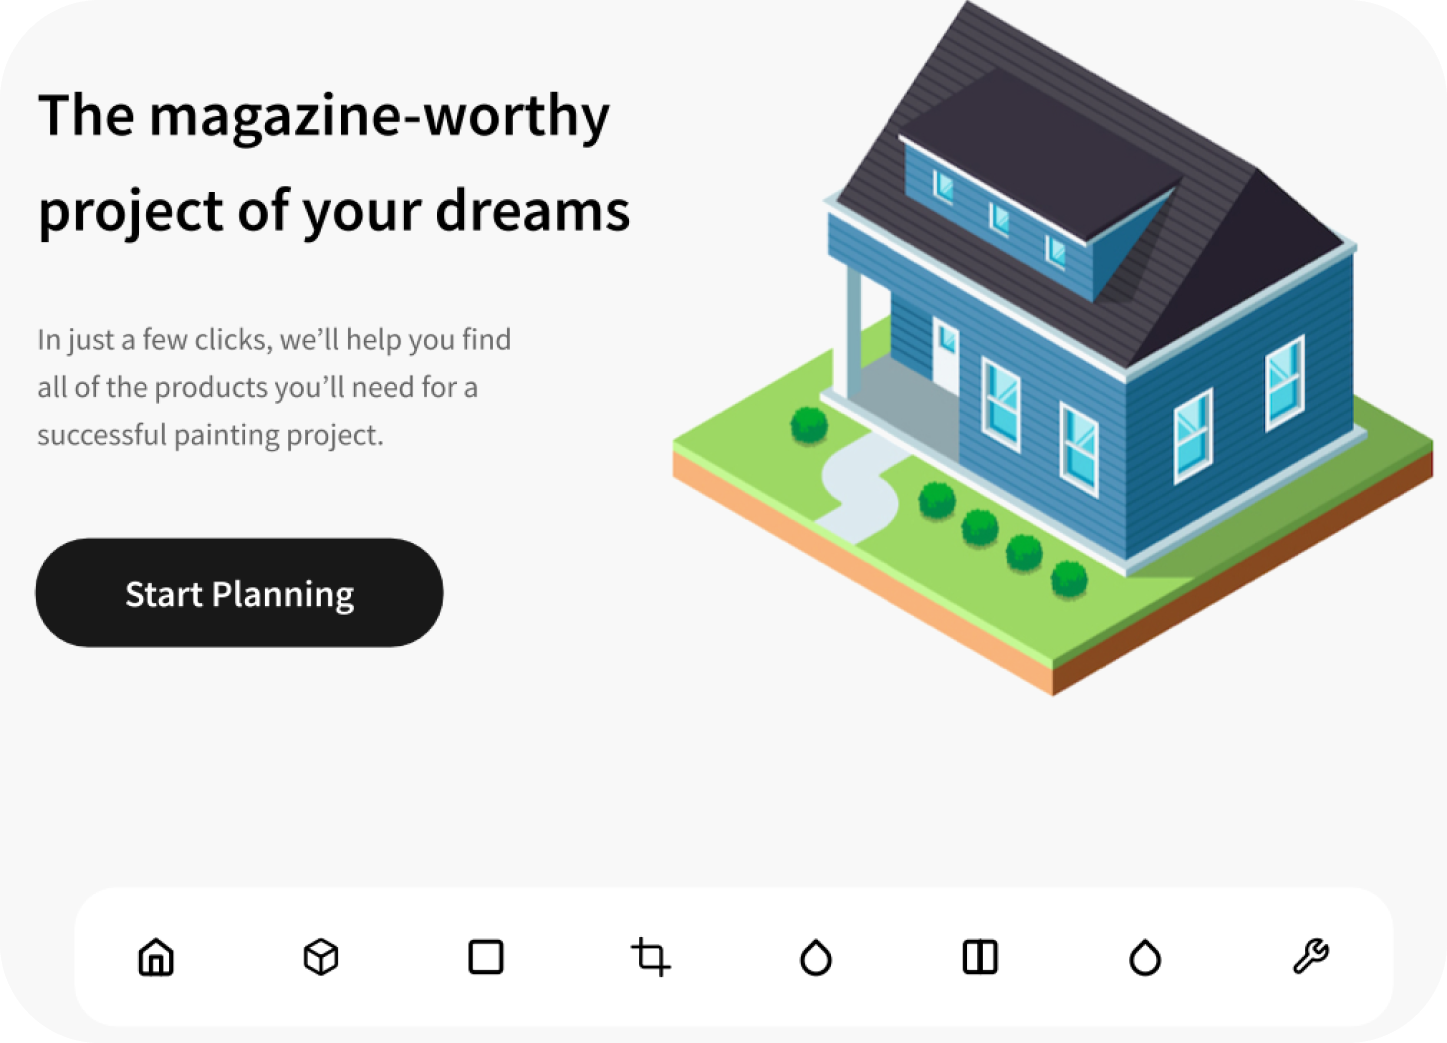 The magazine-worthy
project of your dreams
In just a few clicks, we’ll help you find
all of the products you’ll need for a
successful painting project.
Start Planning